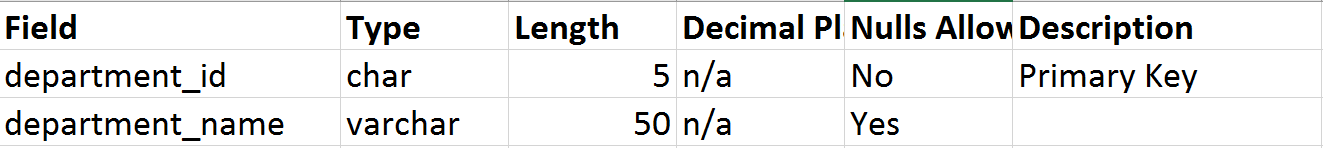 Field Type Length Decimal Pl Nulls Allow Description
department_id char 5 n/a No Primary Key
department_name varchar 50 n/a Yes